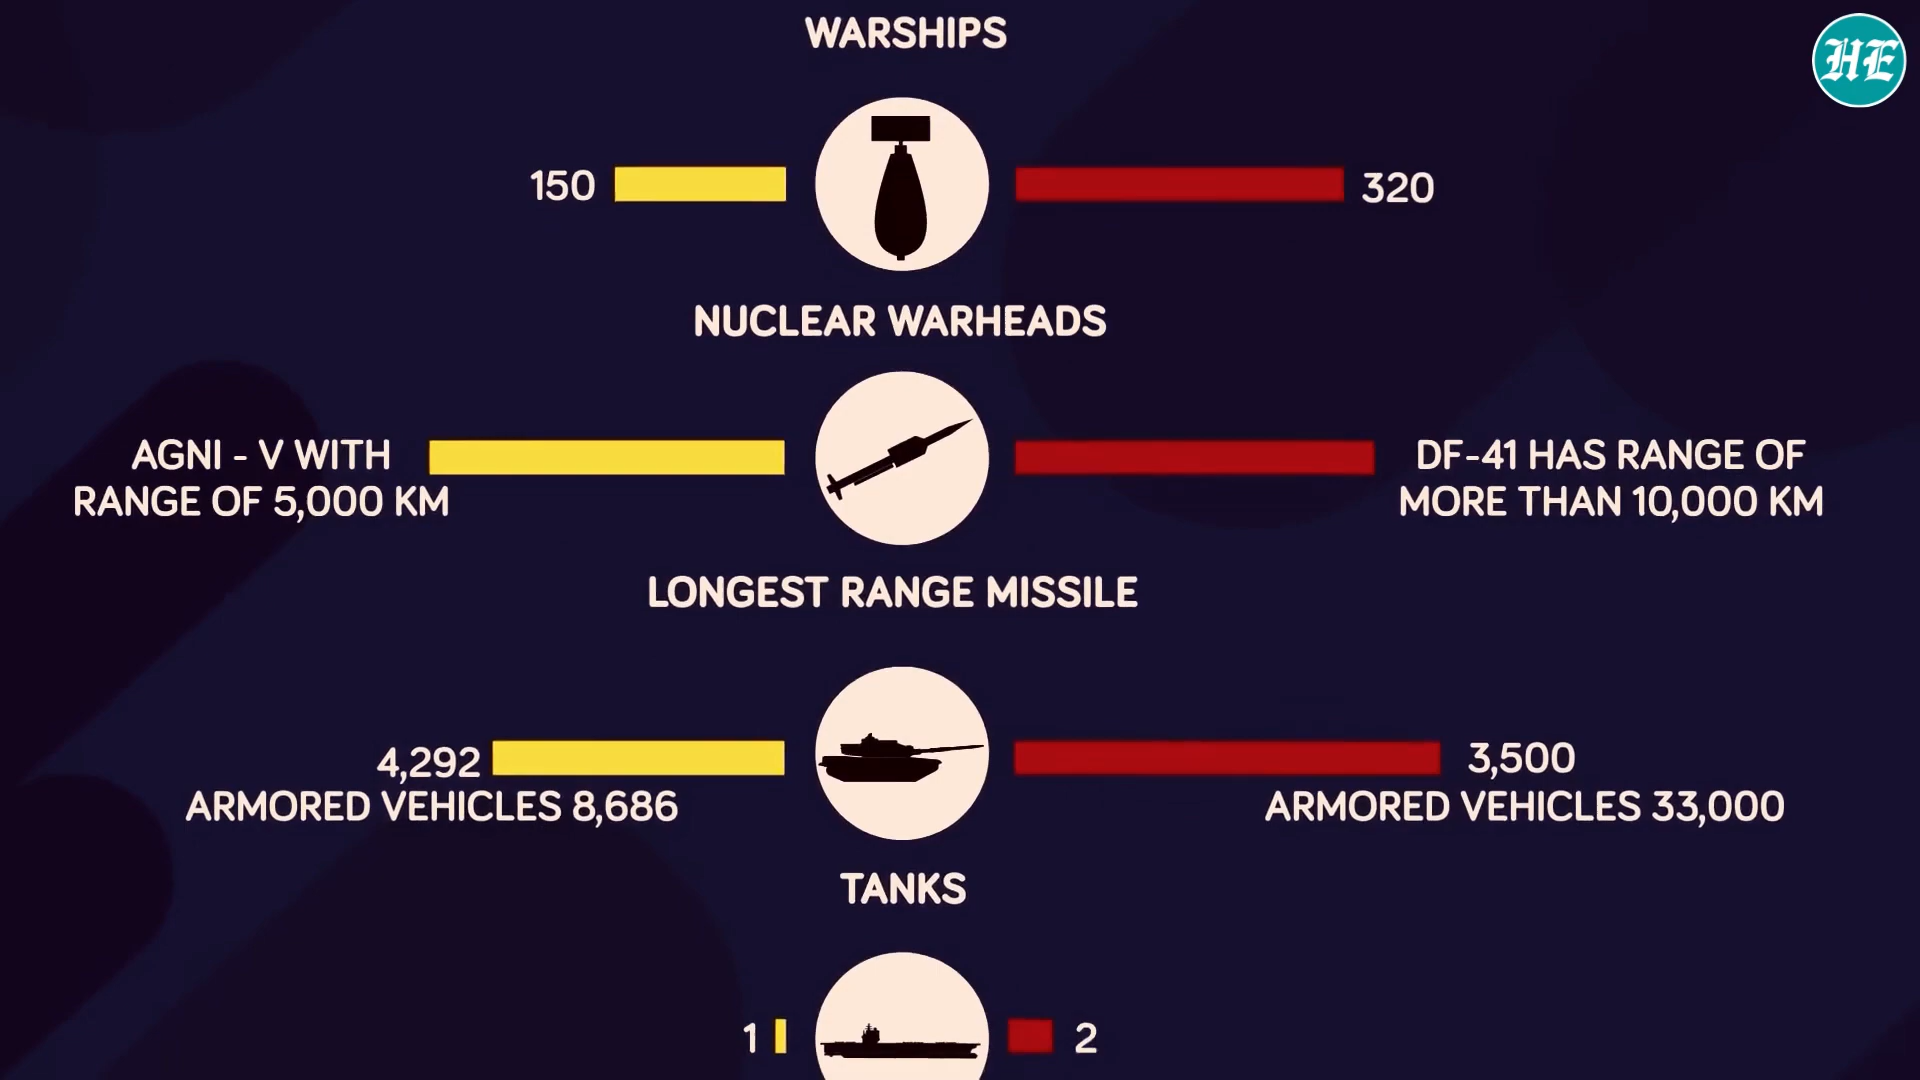 WARSHIPS
HE
150
320
NUCLEAR WARHEADS
AGNI - V WITH
RANGE OF 5,000 KM
DF-41 HAS RANGE OF
MORE THAN 10,000 KM
LONGEST RANGE MISSILE
4,292
ARMORED VEHICLES 8,686
3,500
ARMORED VEHICLES 33,000
TANKS
1
2